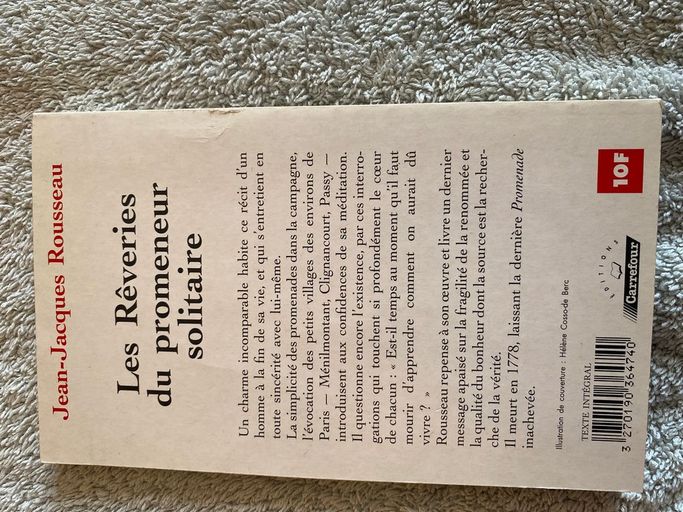 Jean-Jacques Rousseau
Les Rêveries
du promeneur
solitaire
Un charme incomparable habite ce récit d'un
homme à la fin de sa vie, et qui s'entretient en
toute sincérité avec lui-même.
La simplicité des promenades dans la campagne,
l'évocation des petits villages des environs de
Paris — Ménilmontant, Clignancourt, Passy —
introduisent aux confidences de sa méditation.
Il questionne encore l'existence, par ces interro-
gations qui touchent si profondément le cœur
de chacun : « Est-il temps au moment qu'il faut
mourir d'apprendre comment on aurait dû
vivre ? »
Rousseau repense à son œuvre et livre un dernier
message apaisé sur la fragilité de la renommée et
la qualité du bonheur dont la source est la recher-
che de la vérité.
Il meurt en 1778, laissant la dernière Promenade
inachevée.
Illustration de couverture : Hélène Cosso-de Berc
TEXTE INTÉGRAL
3 270190 364740
ÉDITIONS
Carrefour
10F